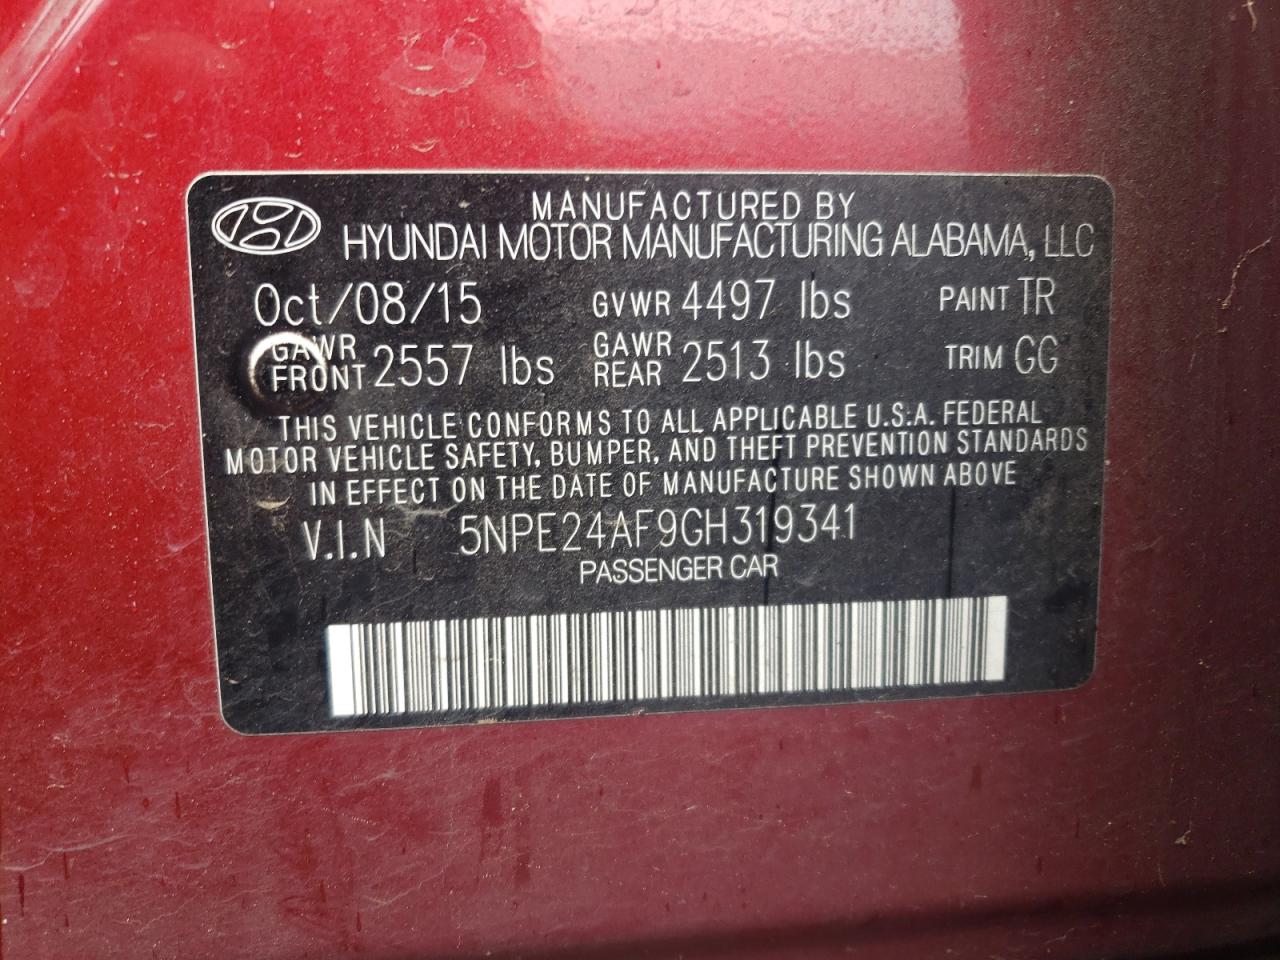 MANUFACTURED BY
HYUNDAI MOTOR MANUFACTURING ALABAMA, LLC
Oct/08/15 GVWR 4497 lbs PAINT TR
GAWR FRONT 2557 lbs GAWR REAR 2513 lbs TRIM GG
THIS VEHICLE CONFORMS TO ALL APPLICABLE U.S.A. FEDERAL
MOTOR VEHICLE SAFETY, BUMPER, AND THEFT PREVENTION STANDARDS
IN EFFECT ON THE DATE OF MANUFACTURE SHOWN ABOVE
V.I.N 5NPE24AF9GH319341
PASSENGER CAR